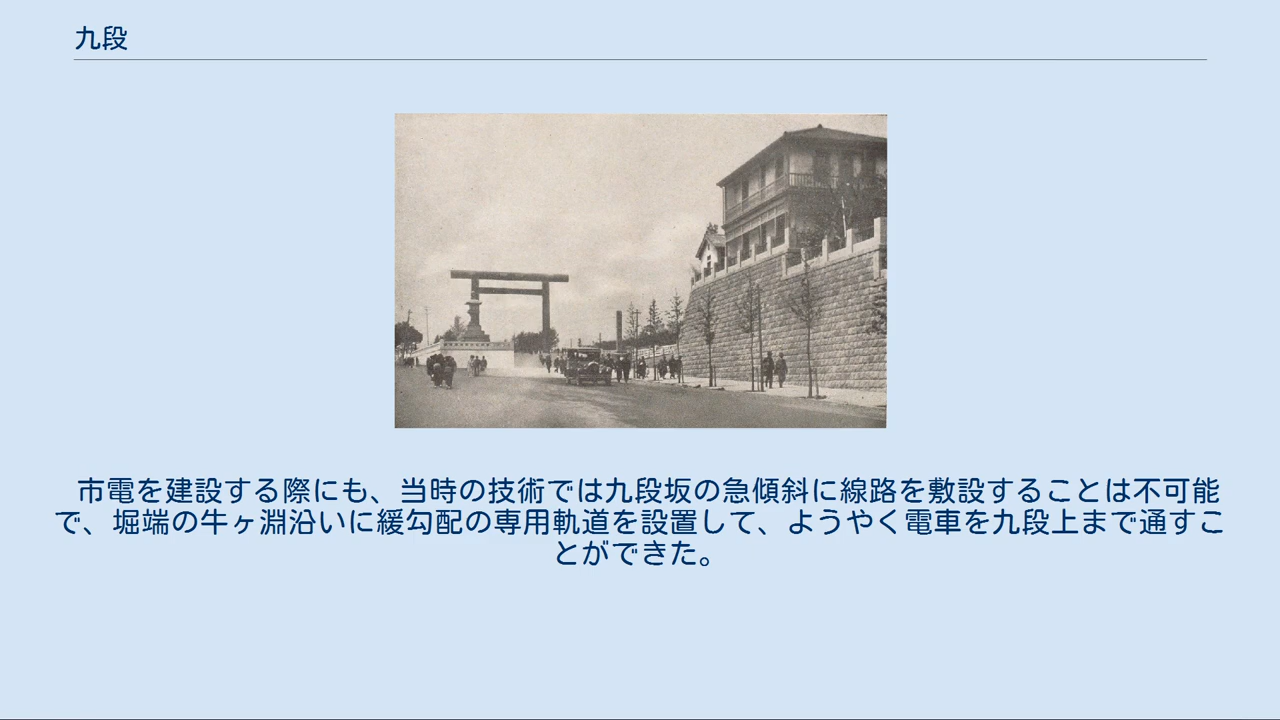 九段
市電を建設する際にも、当時の技術では九段坂の急傾斜に線路を敷設することは不可能
で、堀端の牛ヶ淵沿いに緩勾配の専用軌道を設置して、ようやく電車を九段上まで通すこ
とができた。